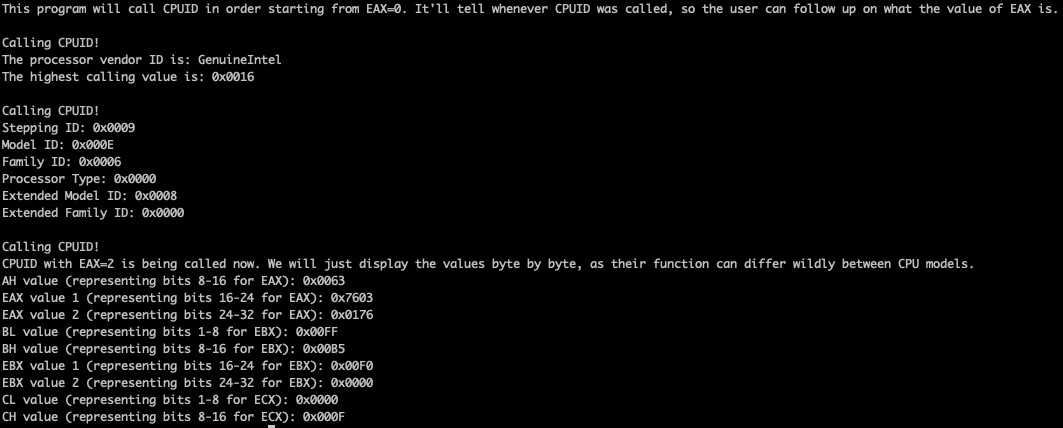 This program will call CPUID in order starting from EAX=0. It'll tell whenever CPUID was called, so the user can follow up on what the value of EAX is.
Calling CPUID!
The processor vendor ID is: GenuineIntel
The highest calling value is: 0x0016
Calling CPUID!
Stepping ID: 0x0009
Model ID: 0x000E
Family ID: 0x0006
Processor Type: 0x0000
Extended Model ID: 0x0008
Extended Family ID: 0x0000
Calling CPUID!
CPUID with EAX=2 is being called now. We will just display the values byte by byte, as their function can differ wildly between CPU models.
AH value (representing bits 8-16 for EAX): 0x0063
EAX value 1 (representing bits 16-24 for EAX): 0x7603
EAX value 2 (representing bits 24-32 for EAX): 0x0176
BL value (representing bits 1-8 for EBX): 0x00FF
BH value (representing bits 8-16 for EBX): 0x00B5
EBX value 1 (representing bits 16-24 for EBX): 0x00F0
EBX value 2 (representing bits 24-32 for EBX): 0x0000
CL value (representing bits 1-8 for ECX): 0x0000
CH value (representing bits 8-16 for ECX): 0x000F